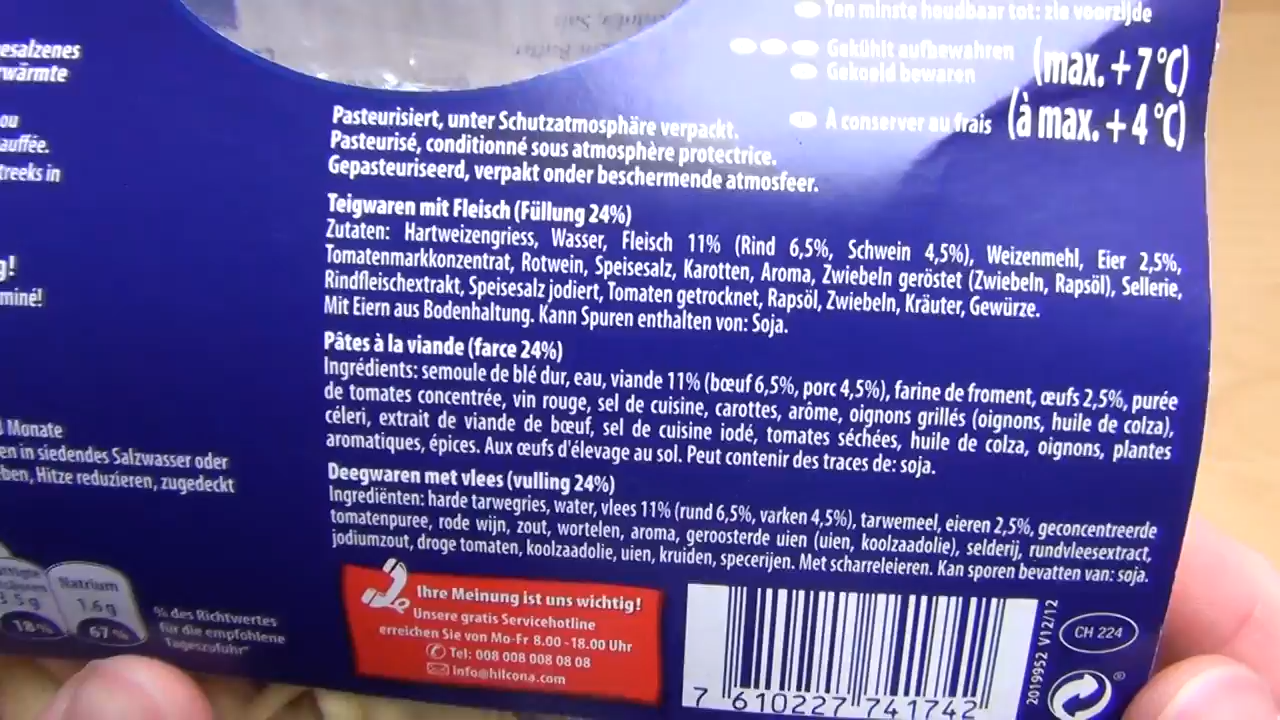 Ten minste houdbaar tot: zie voorzijde
Gekühlt aufbewahren (max. +7°C)
Gekoeld bewaren
À conserver au frais (à max. +4°C)
esalzenes
rwärmte
ou
auffée.
treeks in
g!
miné!
Pasteurisiert, unter Schutzatmosphäre verpackt.
Pasteurisé, conditionné sous atmosphère protectrice.
Gepasteuriseerd, verpakt onder beschermende atmosfeer.
Teigwaren mit Fleisch (Füllung 24%)
Zutaten: Hartweizengriess, Wasser, Fleisch 11% (Rind 6,5%, Schwein 4,5%), Weizenmehl, Eier 2,5%,
Tomatenmarkkonzentrat, Rotwein, Speisesalz, Karotten, Aroma, Zwiebeln geröstet (Zwiebeln, Rapsöl), Sellerie,
Rindfleischextrakt, Speisesalz jodiert, Tomaten getrocknet, Rapsöl, Zwiebeln, Kräuter, Gewürze.
Mit Eiern aus Bodenhaltung. Kann Spuren enthalten von: Soja.
Pâtes à la viande (farce 24%)
Ingrédients: semoule de blé dur, eau, viande 11% (bœuf 6,5%, porc 4,5%), farine de froment, œufs 2,5%, purée
de tomates concentrée, vin rouge, sel de cuisine, carottes, arôme, oignons grillés (oignons, huile de colza),
céleri, extrait de viande de bœuf, sel de cuisine iodé, tomates séchées, huile de colza, oignons, plantes
aromatiques, épices. Aux œufs d'élevage au sol. Peut contenir des traces de: soja.
Deegwaren met vlees (vulling 24%)
Ingrediënten: harde tarwegries, water, vlees 11% (rund 6,5%, varken 4,5%), tarwemeel, eieren 2,5%, geconcentreerde
tomatenpuree, rode wijn, zout, wortelen, aroma, geroosterde uien (uien, koolzaadolie), selderij, rundvleesextract,
jodiumzout, droge tomaten, koolzaadolie, uien, kruiden, specerijen. Met scharreleieren. Kan sporen bevatten van: soja.
Monate
en in siedendes Salzwasser oder
ben, Hitze reduzieren, zugedeckt
Natrium
3 5 g
1.6 g
18%
67%
% des Richtwertes
für die empfohlene
Tageszufuhr*
Ihre Meinung ist uns wichtig!
Unsere gratis Servicehotline
erreichen Sie von Mo-Fr 8.00 -18.00 Uhr
Tel: 008 008 008 08 08
info@hilcona.com
7 610227 741742
2019952 V12/12
CH 224
®